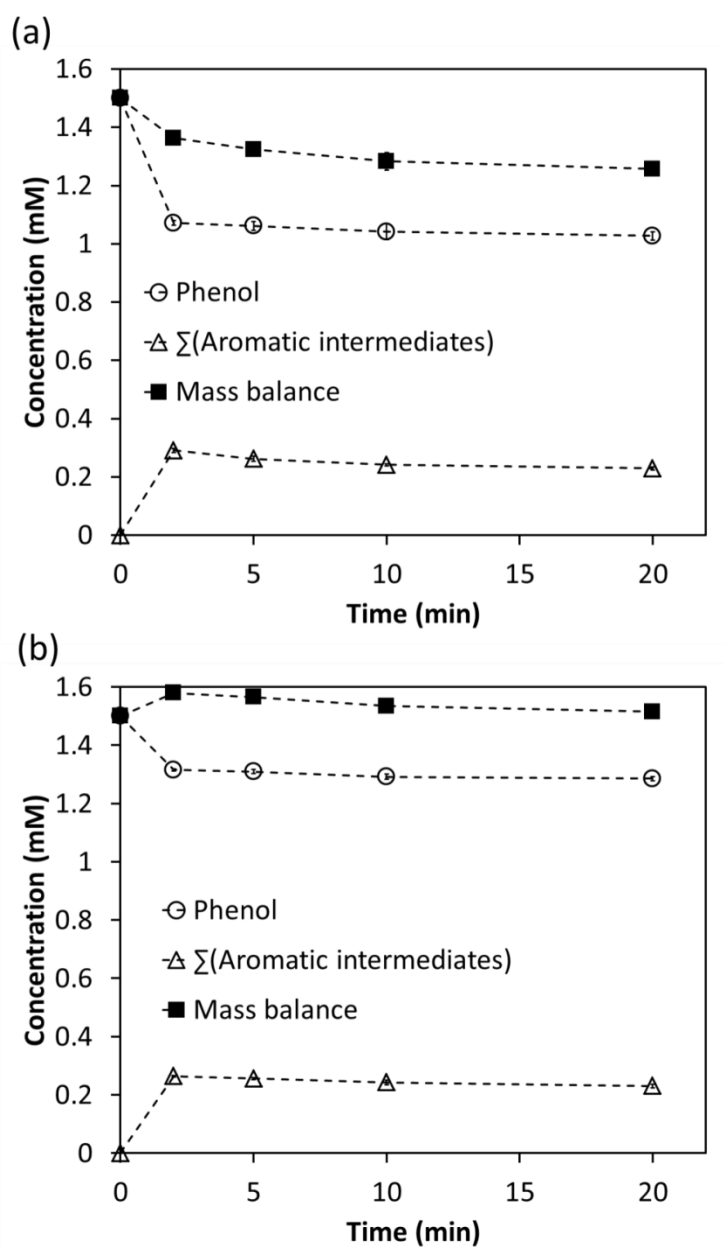 (a)
1.6
1.4
1.2
1
0.8
0.6
0.4
0.2
0
Concentration (mM)
Phenol
∑(Aromatic intermediates)
Mass balance
0 5 10 15 20
Time (min)
(b)
1.6
1.4
1.2
1
0.8
0.6
0.4
0.2
0
Concentration (mM)
Phenol
∑(Aromatic intermediates)
Mass balance
0 5 10 15 20
Time (min)